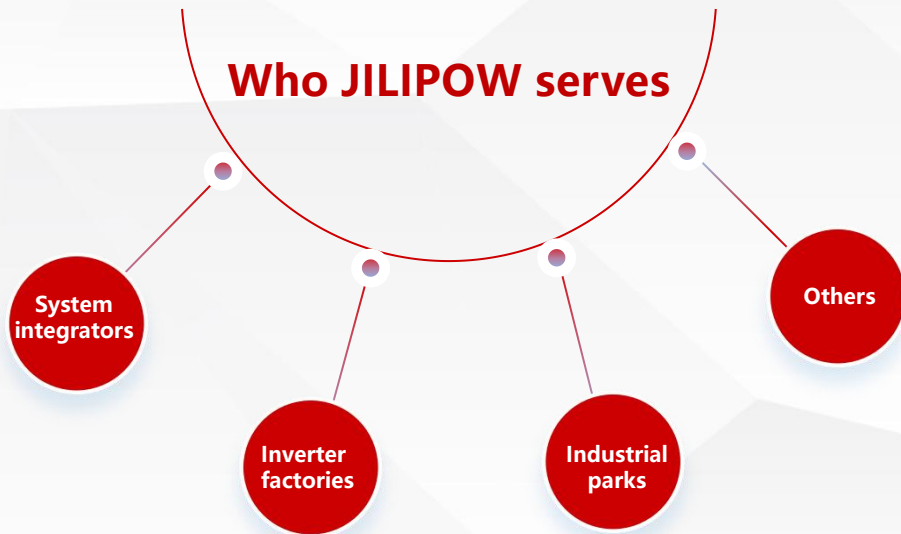 Who JILIPOW serves
System
integrators
Inverter
factories
Industrial
parks
Others